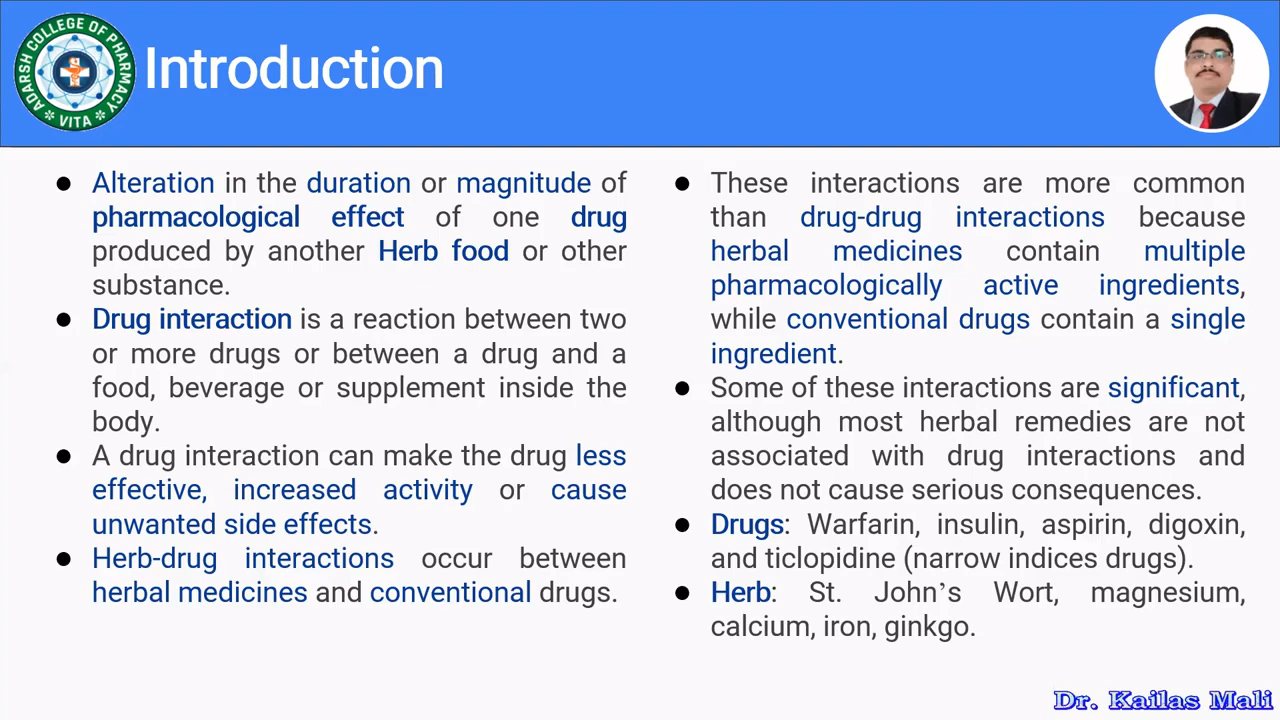 ADARSH COLLEGE OF PHARMACY
VITA
Introduction
● Alteration in the duration or magnitude of
pharmacological effect of one drug
produced by another Herb food or other
substance.
● Drug interaction is a reaction between two
or more drugs or between a drug and a
food, beverage or supplement inside the
body.
● A drug interaction can make the drug less
effective, increased activity or cause
unwanted side effects.
● Herb-drug interactions occur between
herbal medicines and conventional drugs.
● These interactions are more common
than drug-drug interactions because
herbal medicines contain multiple
pharmacologically active ingredients,
while conventional drugs contain a single
ingredient.
● Some of these interactions are significant,
although most herbal remedies are not
associated with drug interactions and
does not cause serious consequences.
● Drugs: Warfarin, insulin, aspirin, digoxin,
and ticlopidine (narrow indices drugs).
● Herb: St. John’s Wort, magnesium,
calcium, iron, ginkgo.
Dr. Kailas Mali